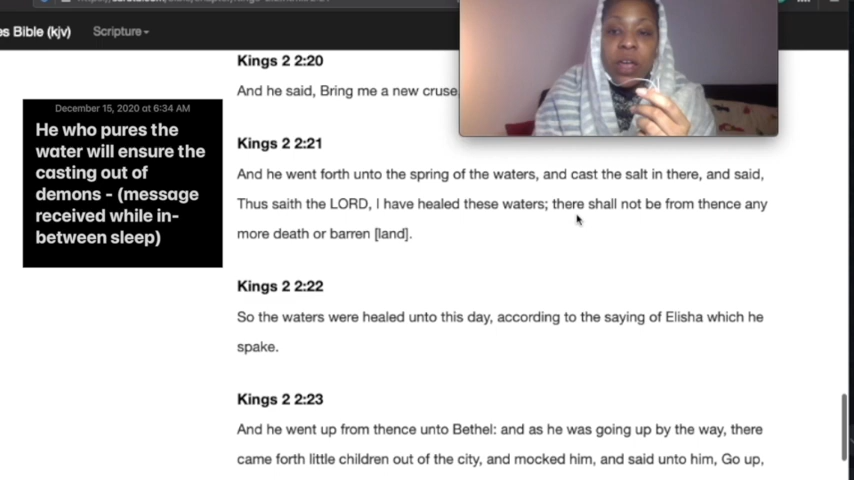 es Bible (kjv) Scripture
December 15, 2020 at 6:34 AM
He who pures the
water will ensure the
casting out of
demons - (message
received while in-
between sleep)
Kings 2 2:20
And he said, Bring me a new cruse
Kings 2 2:21
And he went forth unto the spring of the waters, and cast the salt in there, and said,
Thus saith the LORD, I have healed these waters; there shall not be from thence any
more death or barren [land].
Kings 2 2:22
So the waters were healed unto this day, according to the saying of Elisha which he
spake.
Kings 2 2:23
And he went up from thence unto Bethel: and as he was going up by the way, there
came forth little children out of the city, and mocked him, and said unto him, Go up,